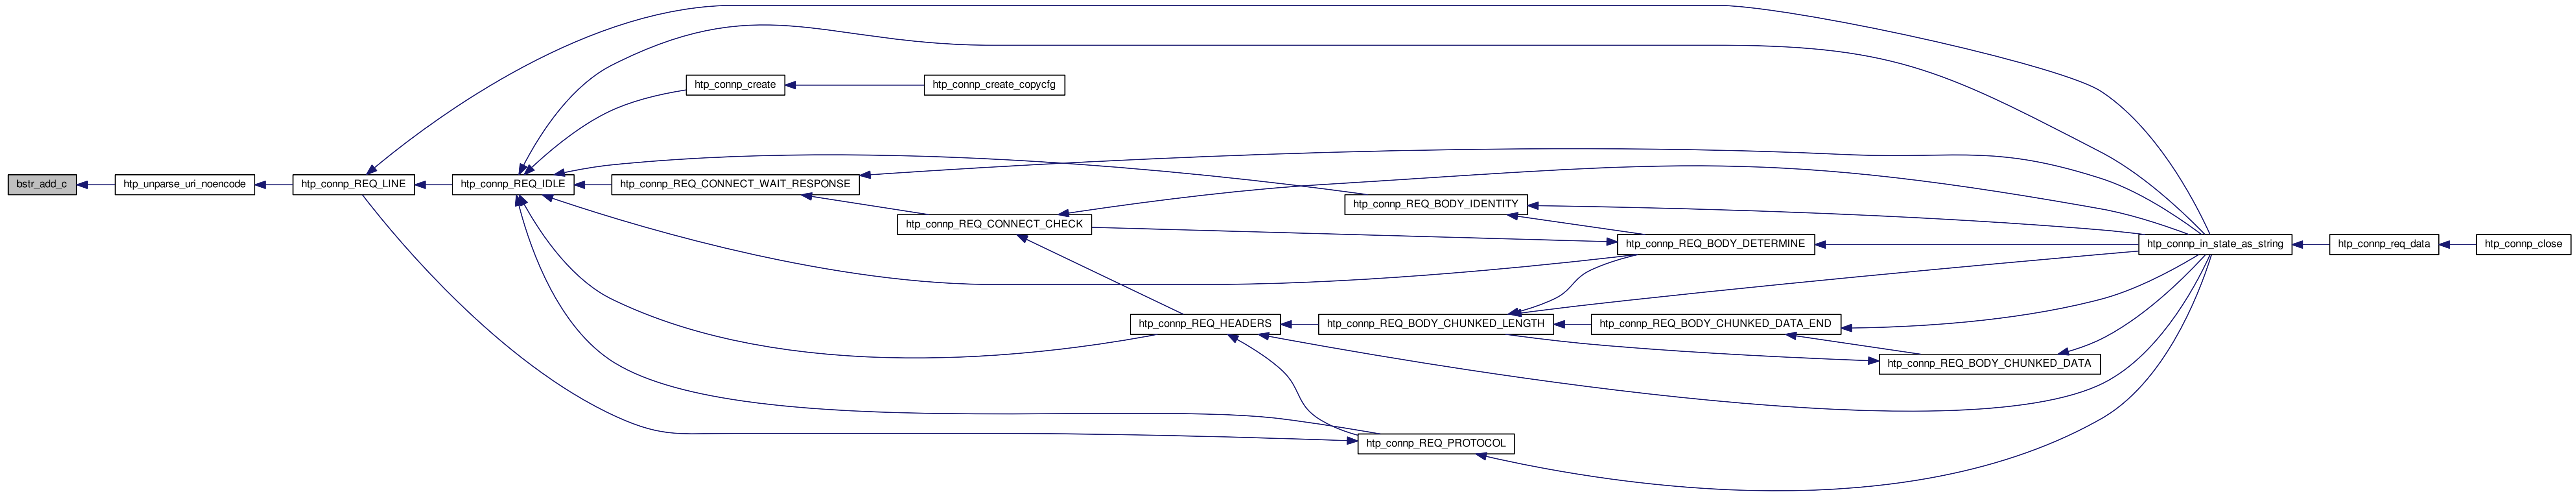 bstr_add_c
htp_unparse_uri_noencode
htp_connp_REQ_LINE
htp_connp_REQ_IDLE
htp_connp_create
htp_connp_create_copycfg
htp_connp_REQ_CONNECT_WAIT_RESPONSE
htp_connp_REQ_CONNECT_CHECK
htp_connp_REQ_BODY_IDENTITY
htp_connp_REQ_BODY_DETERMINE
htp_connp_REQ_HEADERS
htp_connp_REQ_BODY_CHUNKED_LENGTH
htp_connp_REQ_BODY_CHUNKED_DATA_END
htp_connp_REQ_BODY_CHUNKED_DATA
htp_connp_REQ_PROTOCOL
htp_connp_in_state_as_string
htp_connp_req_data
htp_connp_close